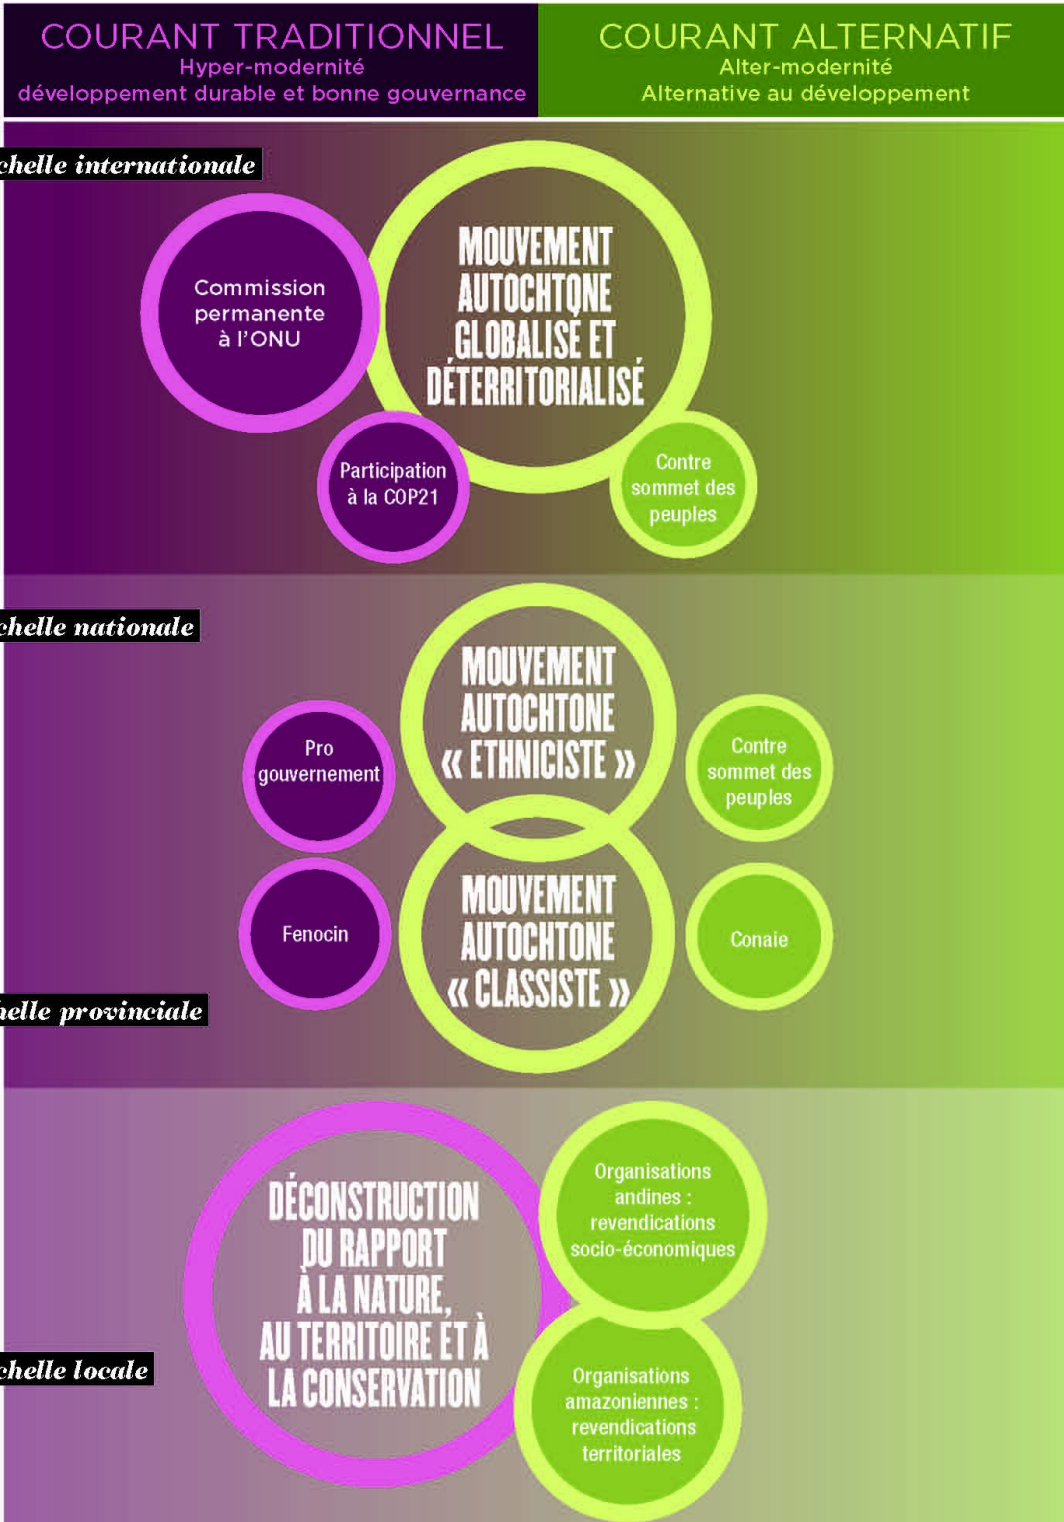 COURANT TRADITIONNEL
Hyper-modernité
développement durable et bonne gouvernance
COURANT ALTERNATIF
Alter-modernité
Alternative au développement
chelle internationale
Commission
permanente
à l'ONU
MOUVEMENT
AUTOCHTONE
GLOBALISÉ ET
DÉTERRITORIALISÉ
Participation
à la COP21
Contre
sommet des
peuples
chelle nationale
MOUVEMENT
AUTOCHTONE
« ETHNICISTE »
Pro
gouvernement
Contre
sommet des
peuples
Fenocin
MOUVEMENT
AUTOCHTONE
« CLASSISTE »
Conaie
helle provinciale
DÉCONSTRUCTION
DU RAPPORT
À LA NATURE,
AU TERRITOIRE ET À
LA CONSERVATION
Organisations
andines :
revendications
socio-économiques
chelle locale
Organisations
amazoniennes :
revendications
territoriales